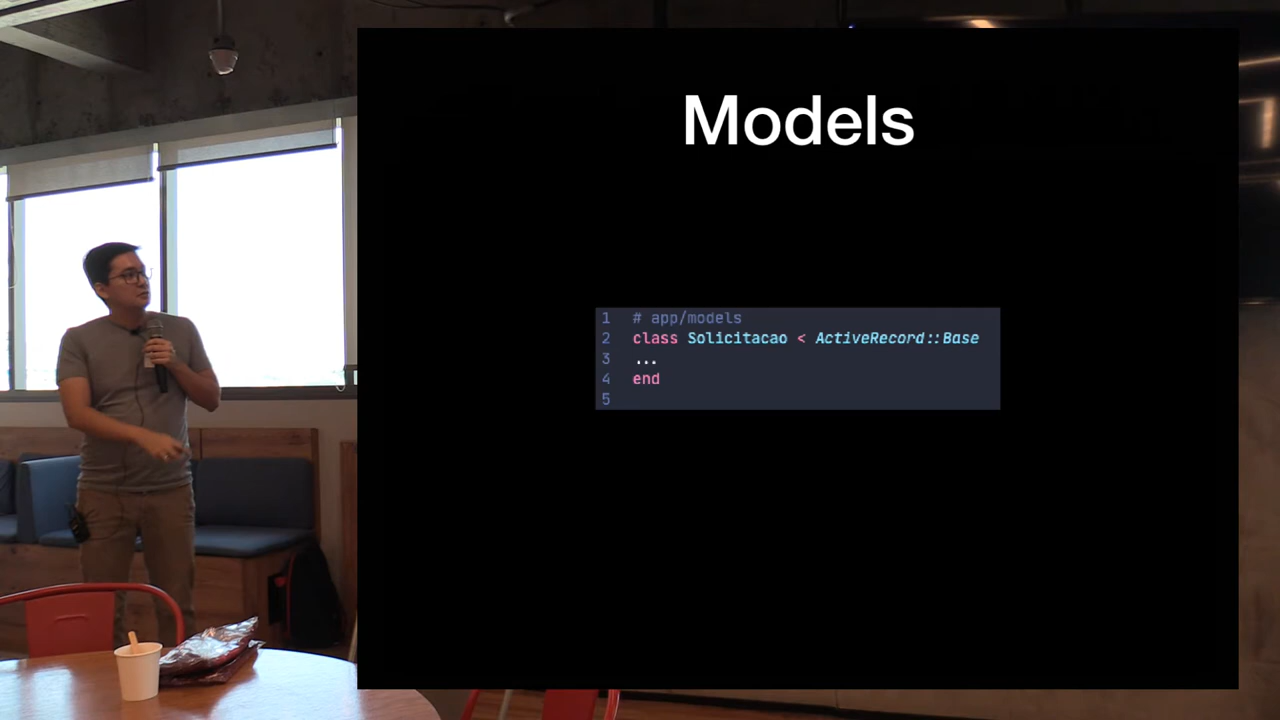 Models
1 # app/models
2 class Solicitacao < ActiveRecord::Base
3 ...
4 end
5